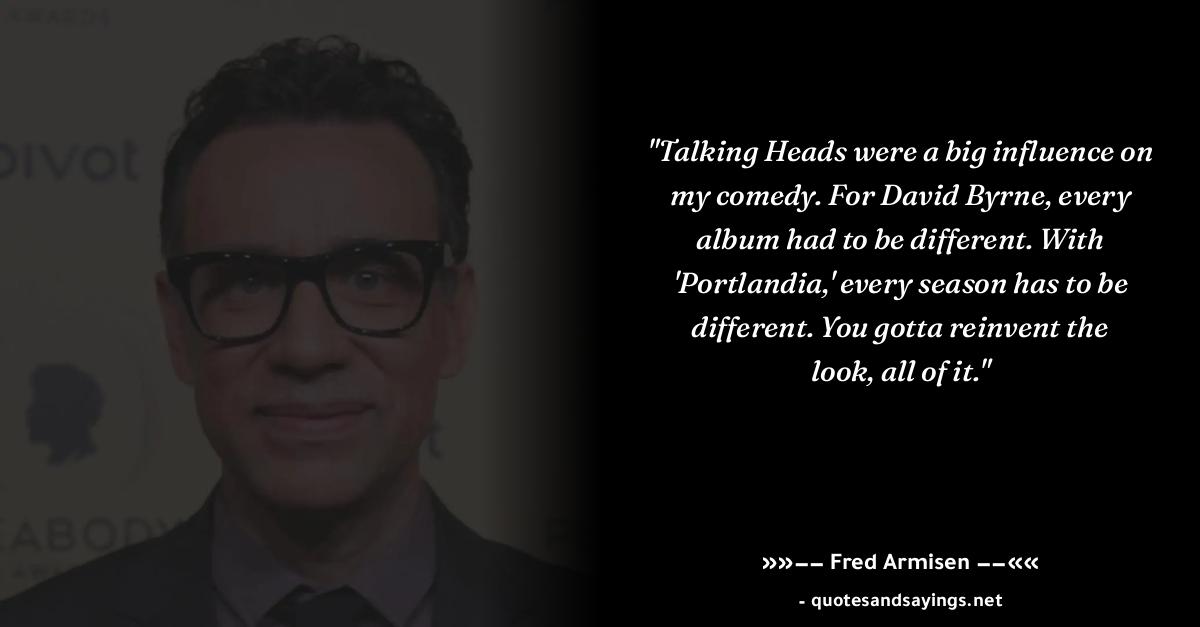 AWARDS
pivot
"Talking Heads were a big influence on
my comedy. For David Byrne, every
album had to be different. With
'Portlandia,' every season has to be
different. You gotta reinvent the
look, all of it."
EABODY
»»−− Fred Armisen −−««
- quotesandsayings.net